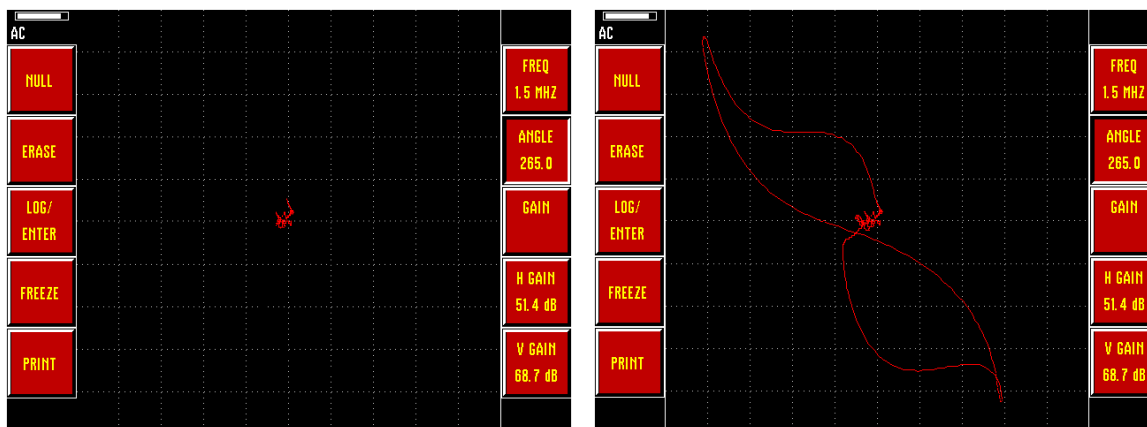 AC
NULL
ERASE
LOG/
ENTER
FREEZE
PRINT
FREQ
1.5 MHZ
ANGLE
265.0
GAIN
H GAIN
51.4 dB
V GAIN
68.7 dB
AC
NULL
ERASE
LOG/
ENTER
FREEZE
PRINT
FREQ
1.5 MHZ
ANGLE
265.0
GAIN
H GAIN
51.4 dB
V GAIN
68.7 dB